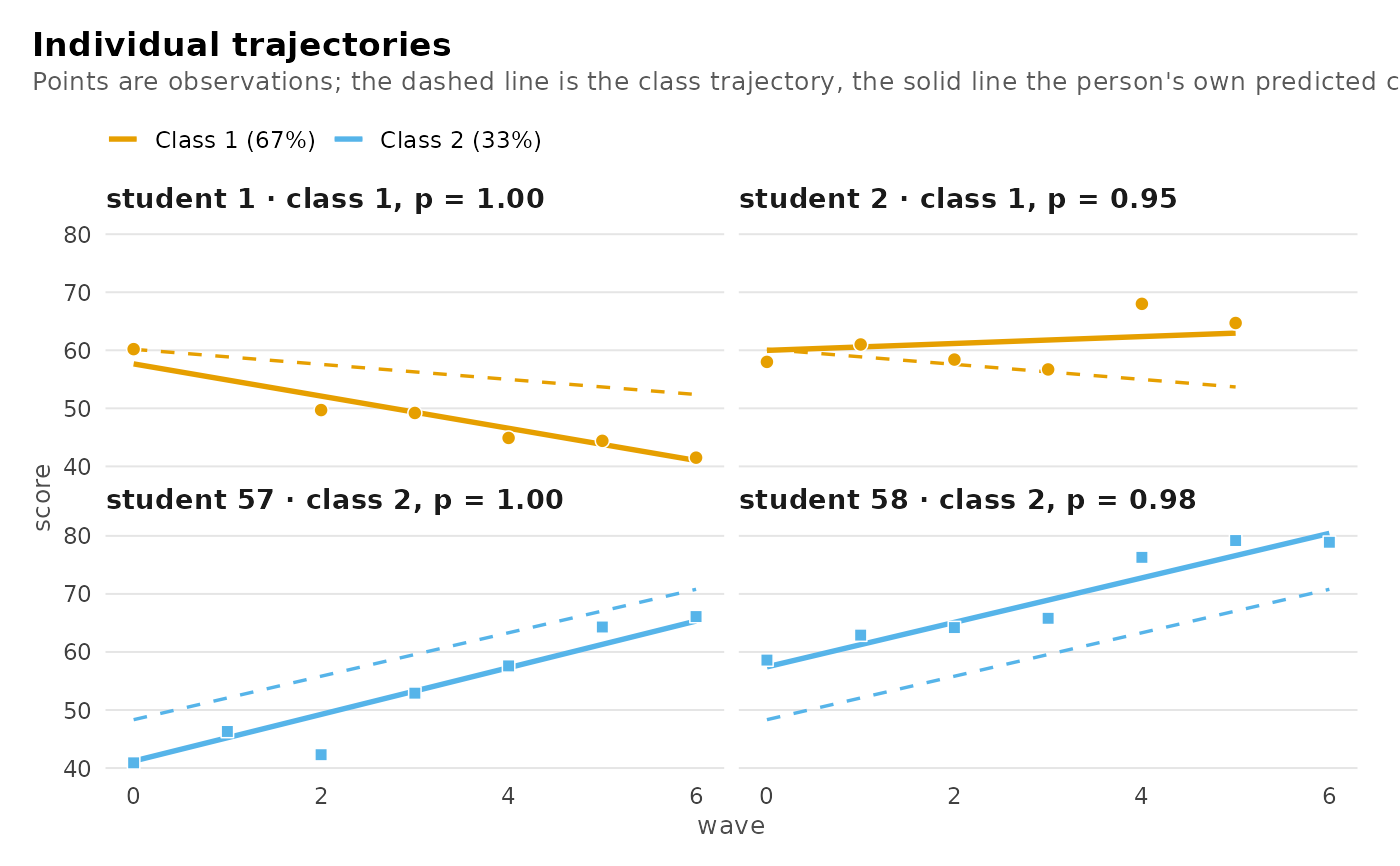 Individual trajectories
Points are observations; the dashed line is the class trajectory, the solid line the person's own predicted c
Class 1 (67%) Class 2 (33%)
student 1 · class 1, p = 1.00
student 2 · class 1, p = 0.95
80
70
60
50
40
score
student 57 · class 2, p = 1.00
student 58 · class 2, p = 0.98
80
70
60
50
40
0 2 4 6 0 2 4 6
wave